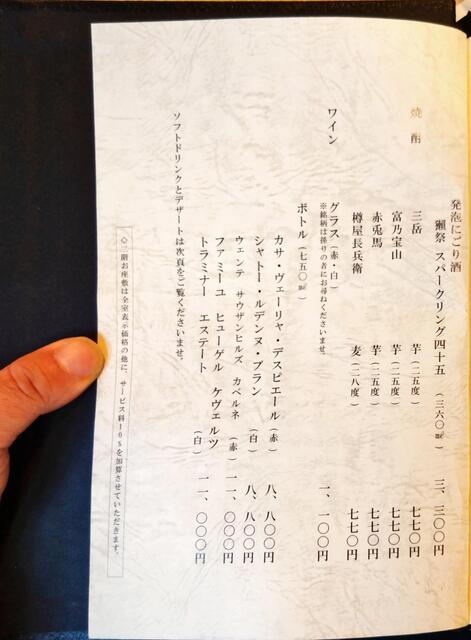 発泡にごり酒
獺祭 スパークリング四十五 （三六〇㎖） 三、三〇〇円
焼酎
三岳 芋（二五度） 七七〇円
富乃宝山 芋（二五度） 七七〇円
赤兎馬 芋（二五度） 七七〇円
樽屋長兵衛 麦（二八度） 七七〇円
ワイン
グラス（赤・白） 一、一〇〇円
※銘柄は係りの者にお尋ねくださいませ。
ボトル（七五〇㎖）
カサ・ヴェーリャ・デスピエール（赤） 八、八〇〇円
シャトー・ルデンヌ・ブラン（白） 八、八〇〇円
ウェンテ サウザンヒルズ カベルネ（赤） 一一、〇〇〇円
ファミーユ ヒューゲル ゲヴェルツ
トラミナー エステート（白） 一一、〇〇〇円
ソフトドリンクとデザートは次頁をご覧くださいませ。
◇二階お座敷は全室表示価格の他に、サービス料10％を加算させていただきます。